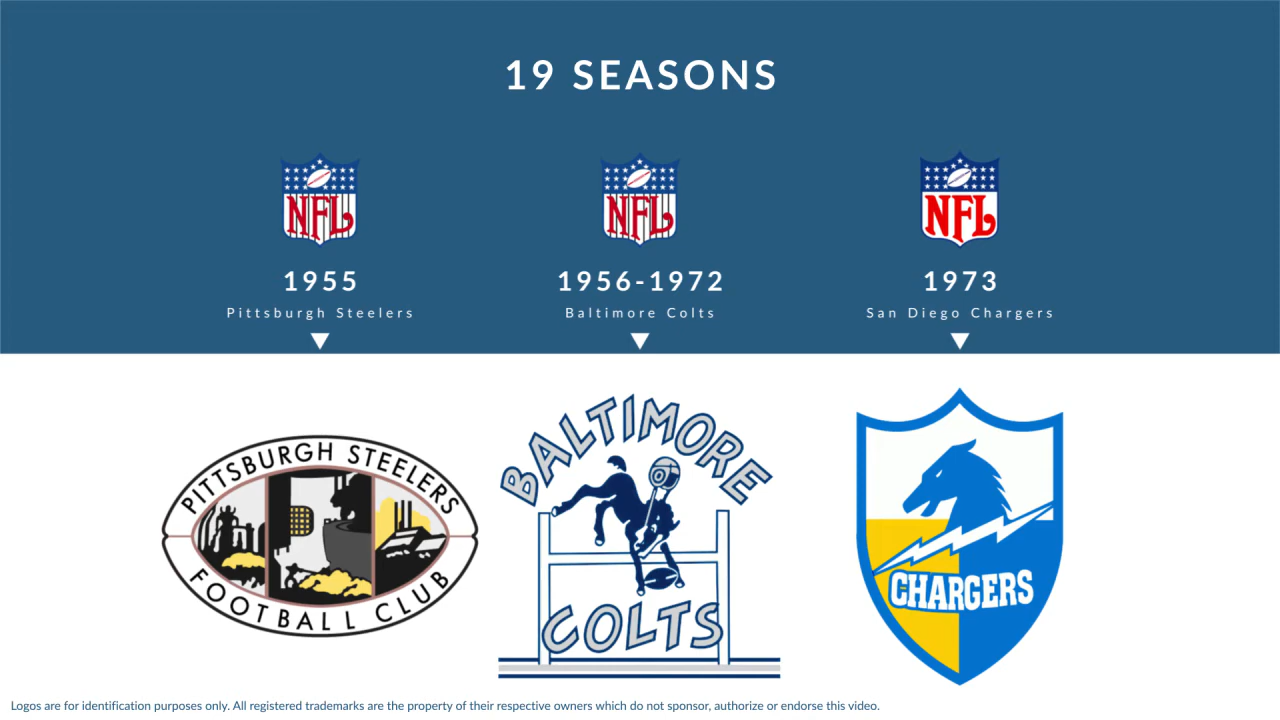 19 SEASONS
NFL NFL NFL
1955 1956-1972 1973
Pittsburgh Steelers Baltimore Colts San Diego Chargers
PITTSBURGH STEELERS
FOOTBALL CLUB
BALTIMORE
COLTS
CHARGERS
Logos are for identification purposes only. All registered trademarks are the property of their respective owners which do not sponsor, authorize or endorse this video.